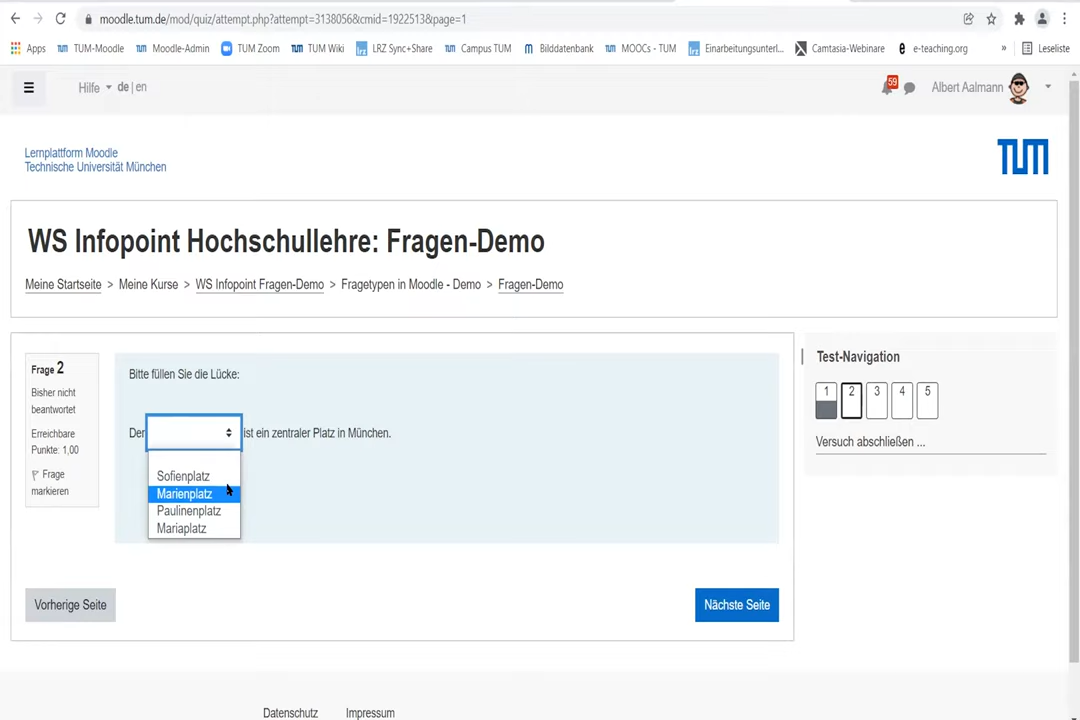 moodle.tum.de/mod/quiz/attempt.php?attempt=3138056&cmid=1922513&page=1
Apps TUM-Moodle Moodle-Admin TUM Zoom TUM Wiki LRZ Sync+Share Campus TUM Bilddatenbank MOOCs - TUM Einarbeitungsunterl... Camtasia-Webinare e-teaching.org » Leseliste
Hilfe de | en 59 Albert Aalmann
Lernplattform Moodle
Technische Universität München
TUM
WS Infopoint Hochschullehre: Fragen-Demo
Meine Startseite > Meine Kurse > WS Infopoint Fragen-Demo > Fragetypen in Moodle - Demo > Fragen-Demo
Frage 2
Bisher nicht
beantwortet
Erreichbare
Punkte: 1,00
Frage
markieren
Bitte füllen Sie die Lücke:
Der ist ein zentraler Platz in München.
Sofienplatz
Marienplatz
Paulinenplatz
Mariaplatz
Vorherige Seite
Nächste Seite
Test-Navigation
1 2 3 4 5
Versuch abschließen ...
Datenschutz Impressum